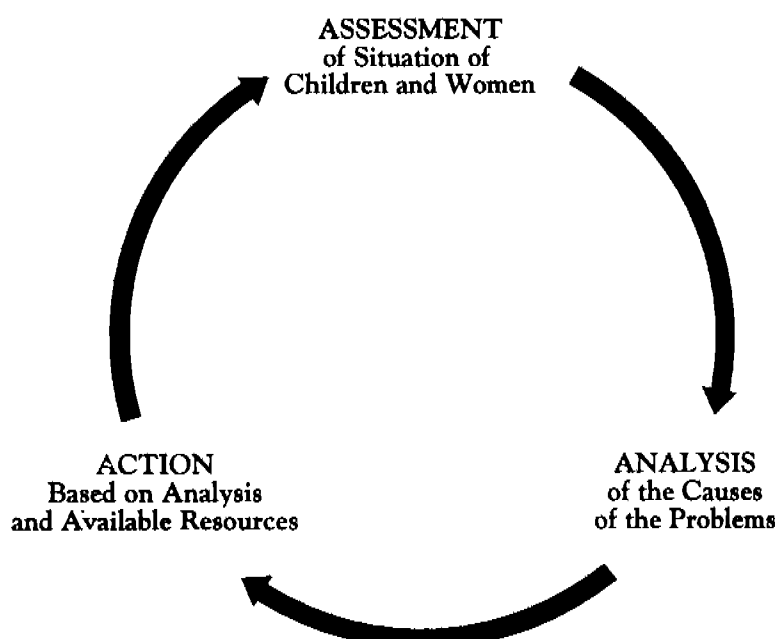 ASSESSMENT
of Situation of
Children and Women
ACTION
Based on Analysis
and Available Resources
ANALYSIS
of the Causes
of the Problems